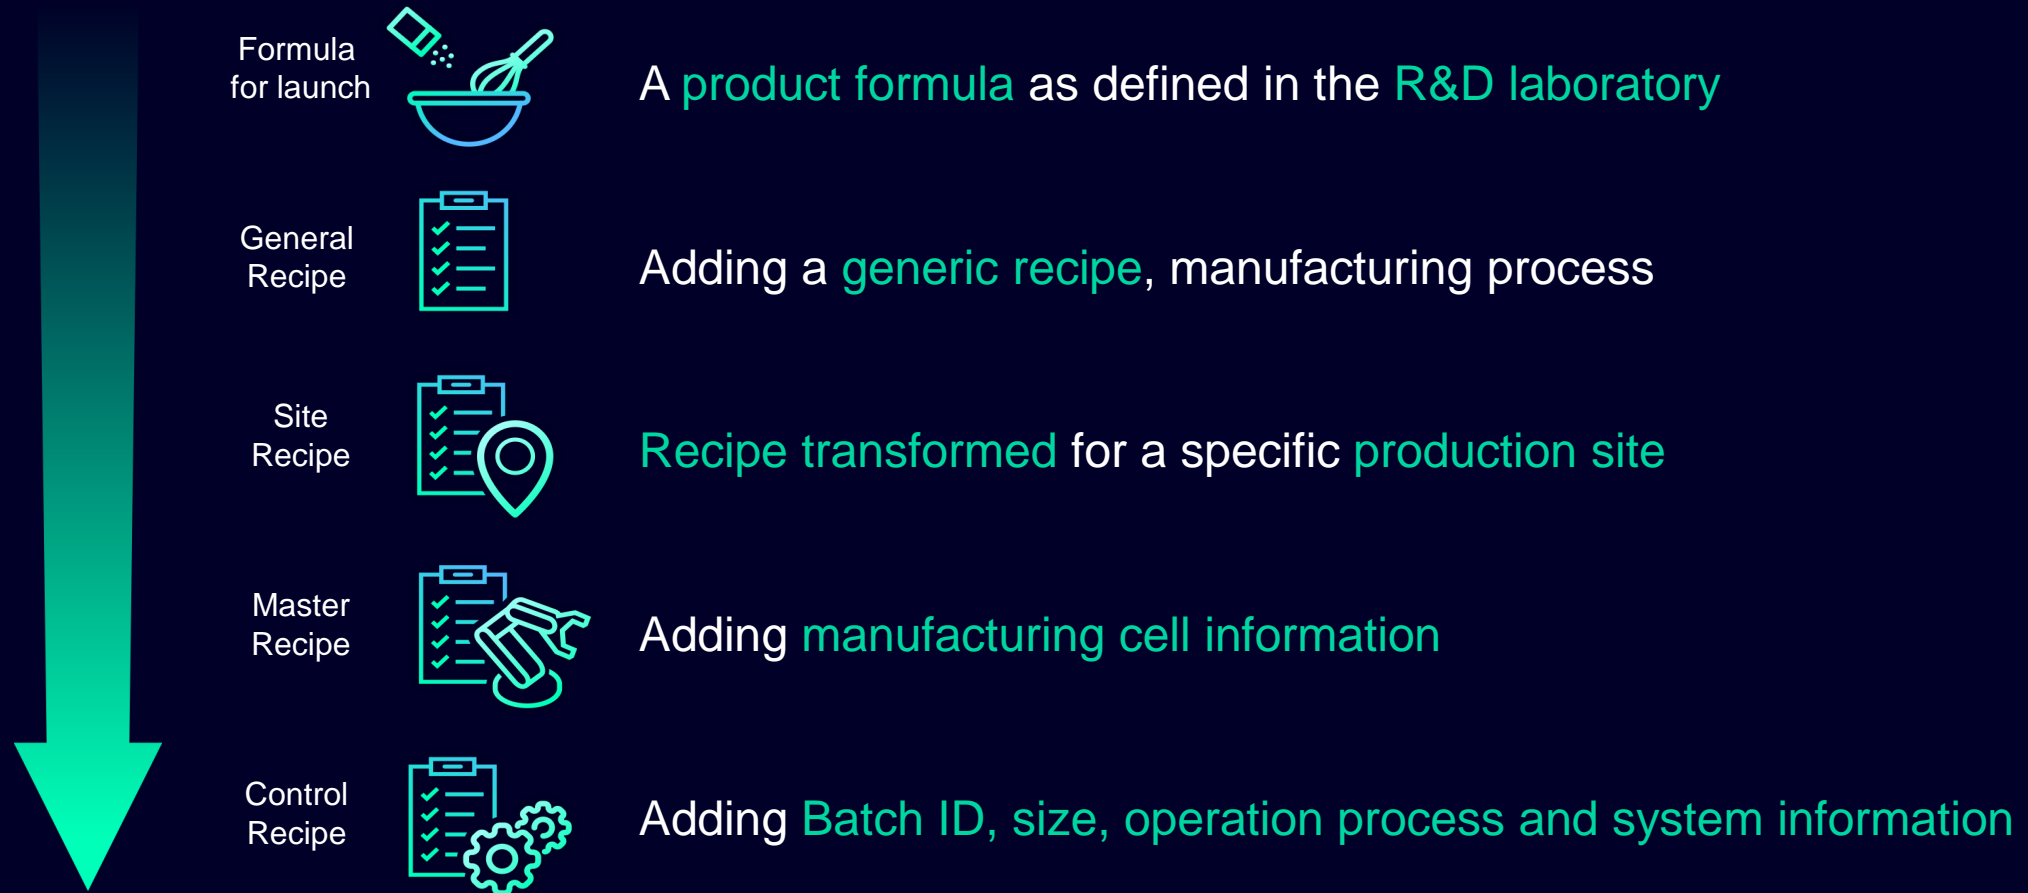 Formula
for launch
A product formula as defined in the R&D laboratory
General
Recipe
Adding a generic recipe, manufacturing process
Site
Recipe
Recipe transformed for a specific production site
Master
Recipe
Adding manufacturing cell information
Control
Recipe
Adding Batch ID, size, operation process and system information